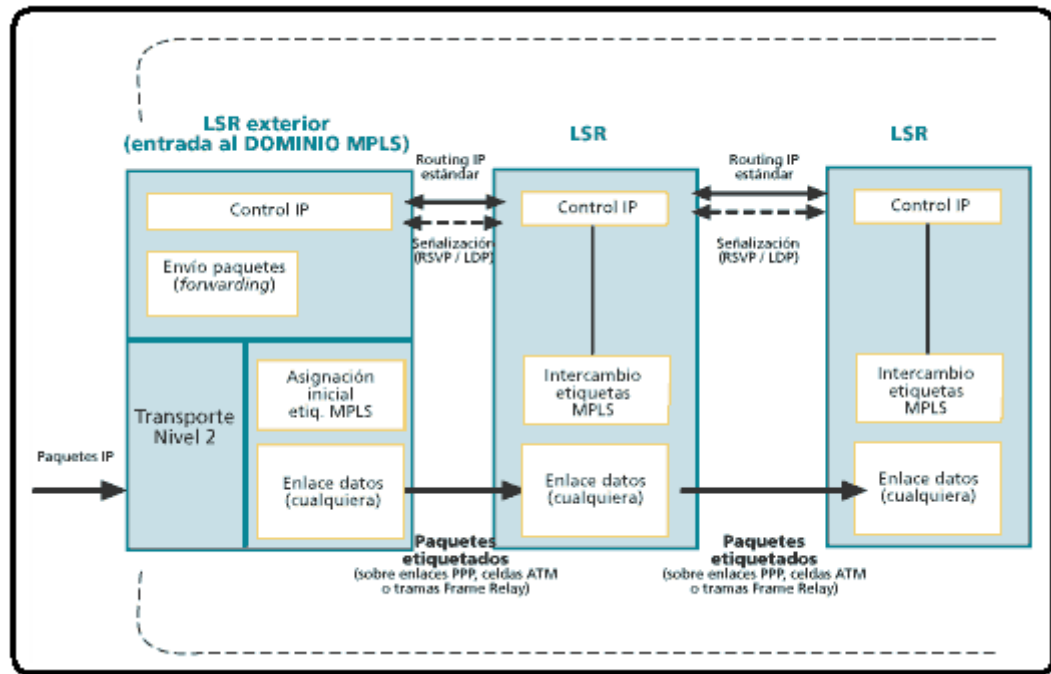 LSR exterior
(entrada al DOMINIO MPLS)
LSR
LSR
Routing IP
estándar
Routing IP
estándar
Control IP
Control IP
Control IP
Señalización
(RSVP / LDP)
Señalización
(RSVP / LDP)
Envío paquetes
(forwarding)
Asignación
inicial
etiq. MPLS
Intercambio
etiquetas
MPLS
Intercambio
etiquetas
MPLS
Transporte
Nivel 2
Paquetes IP
Enlace datos
(cualquiera)
Enlace datos
(cualquiera)
Enlace datos
(cualquiera)
Paquetes
etiquetados
(sobre enlaces PPP, celdas ATM
o tramas Frame Relay)
Paquetes
etiquetados
(sobre enlaces PPP, celdas ATM
o tramas Frame Relay)